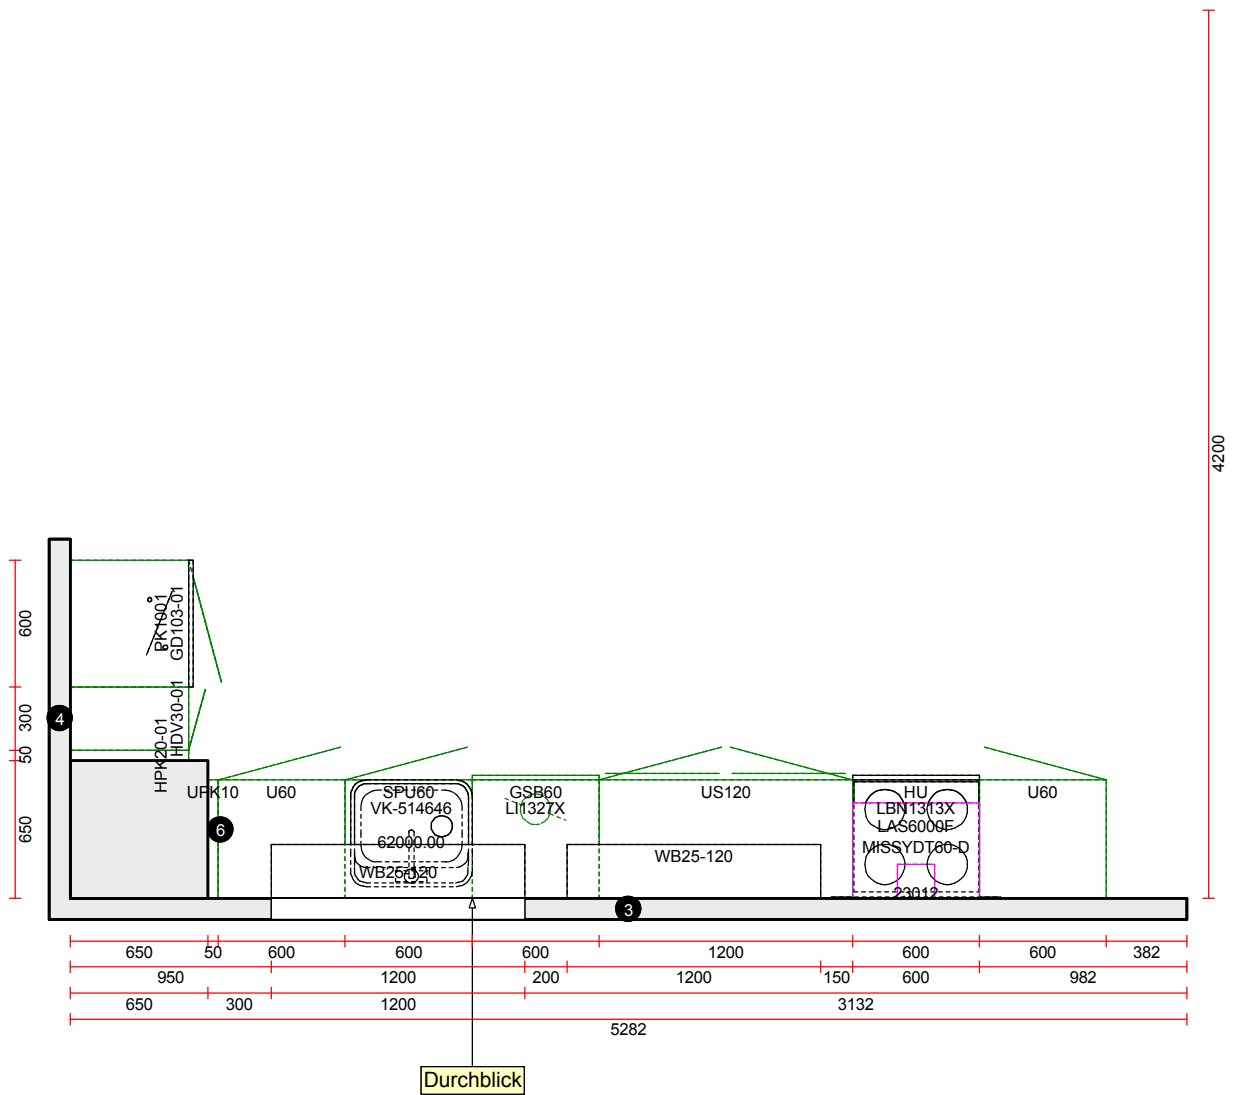 4200
600
300
50
650
PK1001
GD103-01
HDV30-01
HPK20-01
4
6
3
UPK10
U60
SPU60
VK-514646
62000.00
WB25-120
GSB60
LI1327X
US120
WB25-120
HU
LBN1313X
LAS6000F
MISSYDT60-D
23012
U60
650 50 600 600 600 1200 600 600 382
950 1200 200 1200 150 600 982
650 300 1200 3132
5282
Durchblick